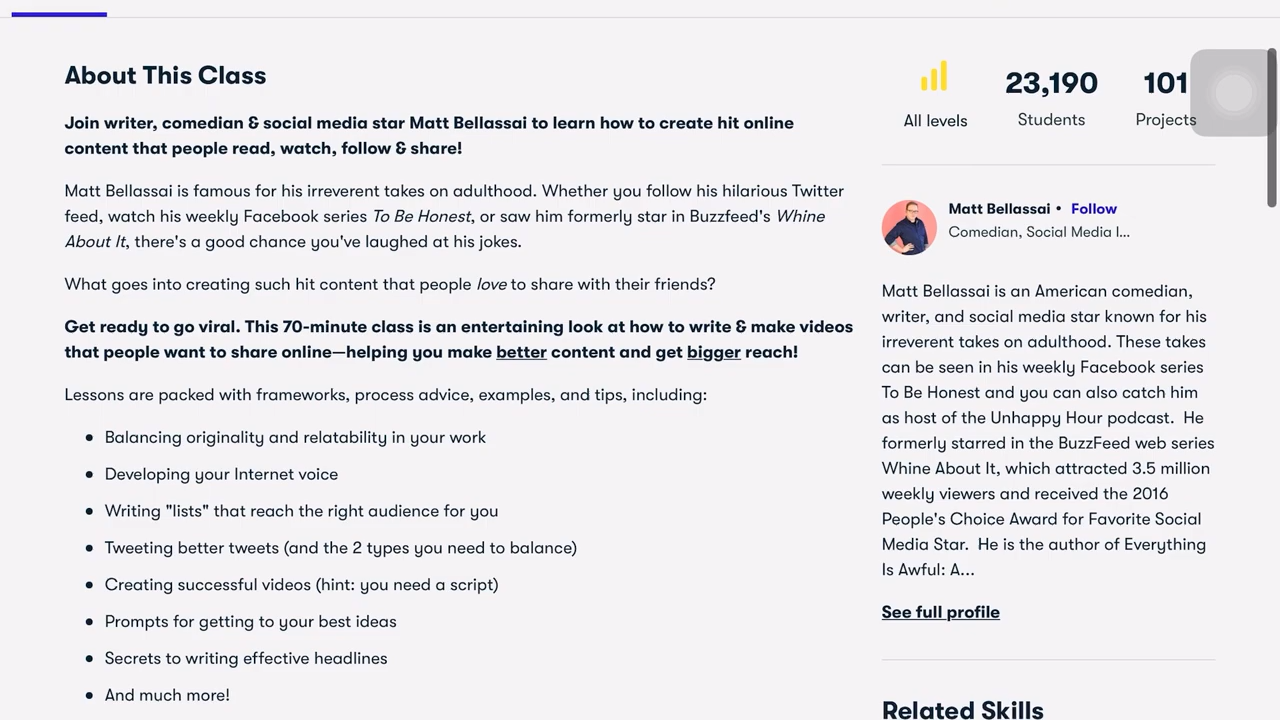 About This Class
Join writer, comedian & social media star Matt Bellassai to learn how to create hit online
content that people read, watch, follow & share!
Matt Bellassai is famous for his irreverent takes on adulthood. Whether you follow his hilarious Twitter
feed, watch his weekly Facebook series To Be Honest, or saw him formerly star in Buzzfeed's Whine
About It, there's a good chance you've laughed at his jokes.
What goes into creating such hit content that people love to share with their friends?
Get ready to go viral. This 70-minute class is an entertaining look at how to write & make videos
that people want to share online—helping you make better content and get bigger reach!
Lessons are packed with frameworks, process advice, examples, and tips, including:
• Balancing originality and relatability in your work
• Developing your Internet voice
• Writing "lists" that reach the right audience for you
• Tweeting better tweets (and the 2 types you need to balance)
• Creating successful videos (hint: you need a script)
• Prompts for getting to your best ideas
• Secrets to writing effective headlines
• And much more!
All levels
23,190
Students
101
Projects
Matt Bellassai • Follow
Comedian, Social Media I...
Matt Bellassai is an American comedian,
writer, and social media star known for his
irreverent takes on adulthood. These takes
can be seen in his weekly Facebook series
To Be Honest and you can also catch him
as host of the Unhappy Hour podcast.  He
formerly starred in the BuzzFeed web series
Whine About It, which attracted 3.5 million
weekly viewers and received the 2016
People's Choice Award for Favorite Social
Media Star.  He is the author of Everything
Is Awful: A...
See full profile
Related Skills